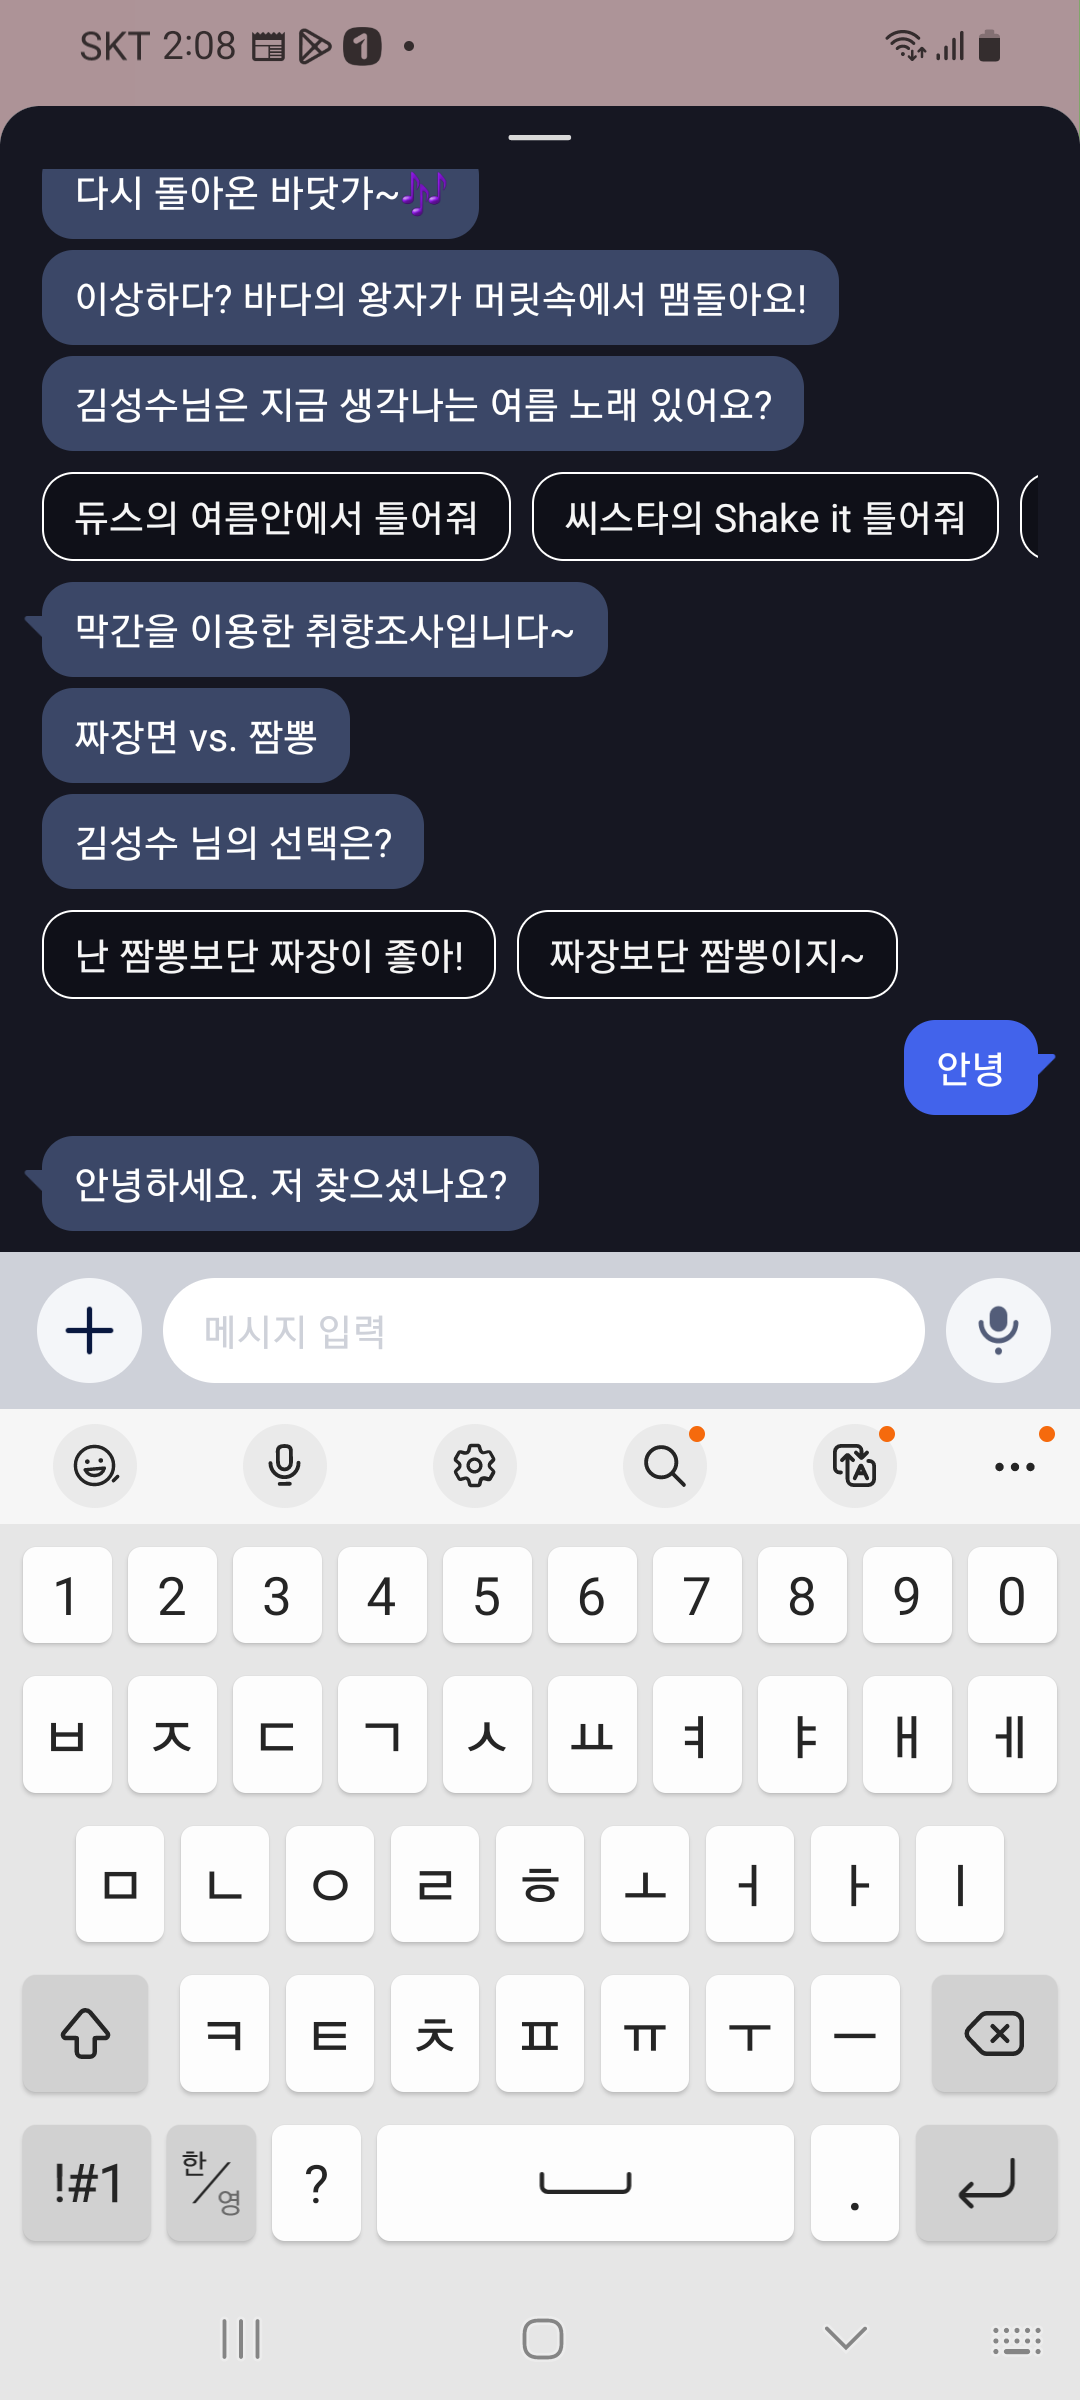 SKT 2:08
다시 돌아온 바닷가~🎶
이상하다? 바다의 왕자가 머릿속에서 맴돌아요!
김성수님은 지금 생각나는 여름 노래 있어요?
듀스의 여름안에서 틀어줘 씨스타의 Shake it 틀어줘
막간을 이용한 취향조사입니다~
짜장면 vs. 짬뽕
김성수 님의 선택은?
난 짬뽕보단 짜장이 좋아! 짜장보단 짬뽕이지~
안녕
안녕하세요. 저 찾으셨나요?
메시지 입력
1 2 3 4 5 6 7 8 9 0
ㅂ ㅈ ㄷ ㄱ ㅅ ㅛ ㅕ ㅑ ㅐ ㅔ
ㅁ ㄴ ㅇ ㄹ ㅎ ㅗ ㅓ ㅏ ㅣ
ㅋ ㅌ ㅊ ㅍ ㅠ ㅜ ㅡ
!#1 한/영 ? .